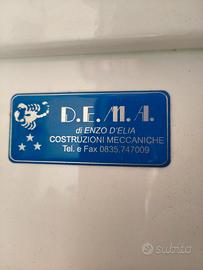 D.E.M.A.
di ENZO D'ELIA
COSTRUZIONI MECCANICHE
Tel. e Fax 0835.747009
subito